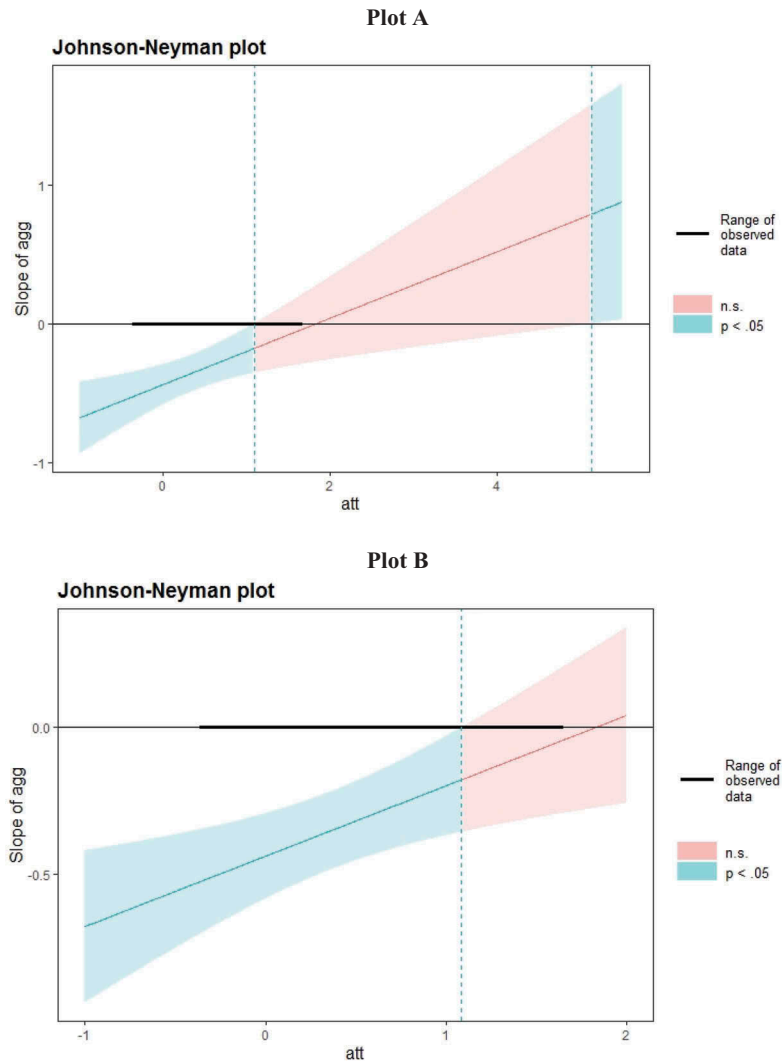 Plot A
Johnson-Neyman plot
Slope of agg
1
0
-1
0
2
4
att
Range of
observed
data
n.s.
p < .05
Plot B
Johnson-Neyman plot
Slope of agg
0.0
-0.5
-1
0
1
2
att
Range of
observed
data
n.s.
p < .05